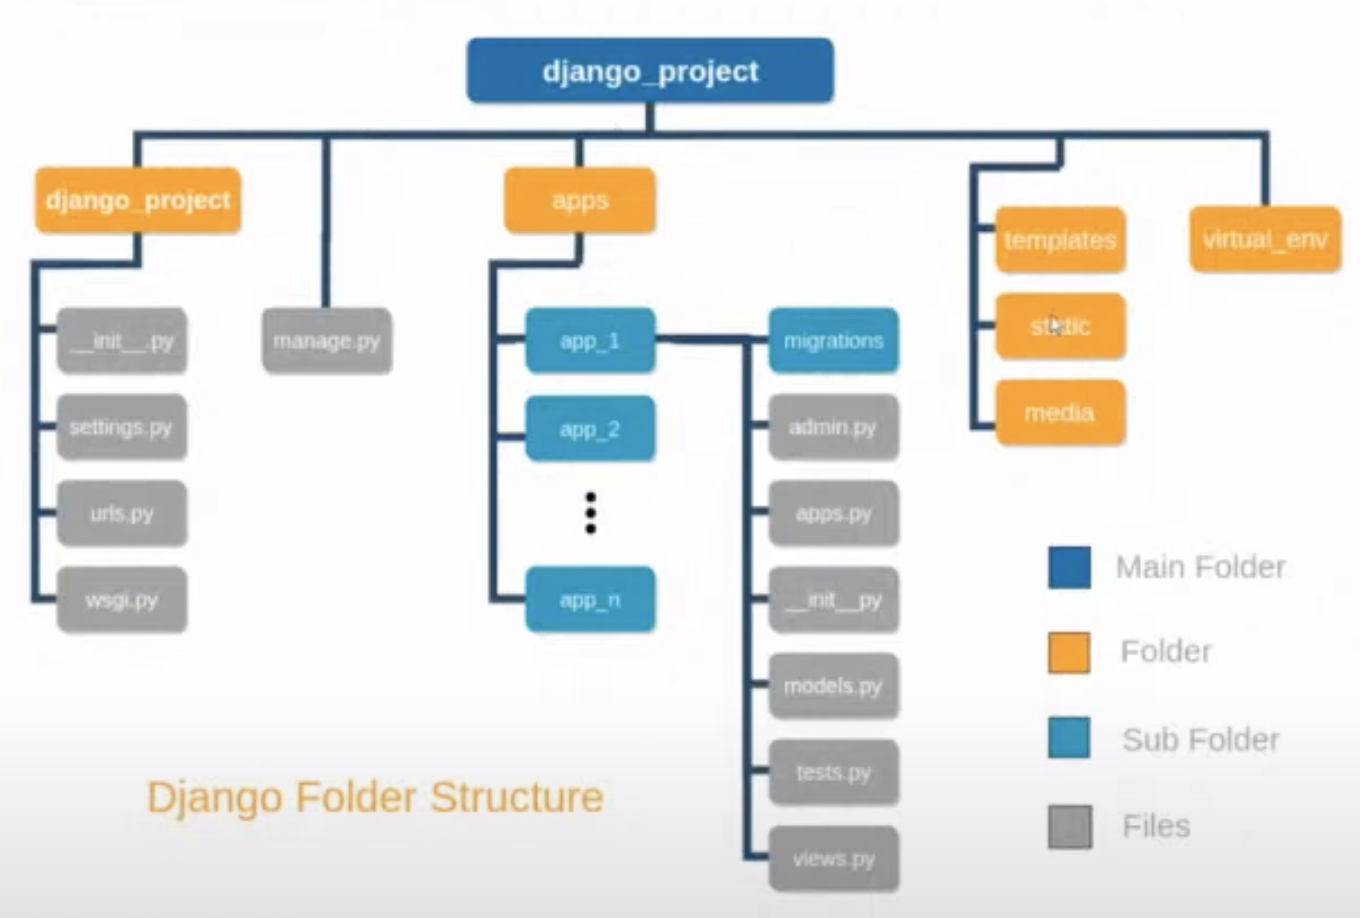 django_project
django_project
apps
templates
virtual_env
static
media
__init__.py
manage.py
app_1
migrations
settings.py
app_2
admin.py
urls.py
apps.py
wsgi.py
app_n
__init__py
models.py
tests.py
views.py
Main Folder
Folder
Sub Folder
Files
Django Folder Structure